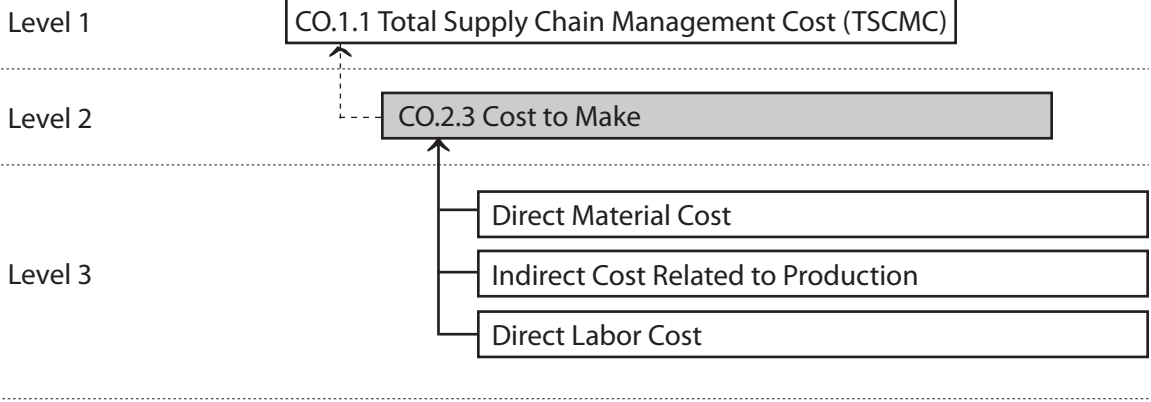 Level 1
CO.1.1 Total Supply Chain Management Cost (TSCMC)
Level 2
CO.2.3 Cost to Make
Direct Material Cost
Level 3
Indirect Cost Related to Production
Direct Labor Cost